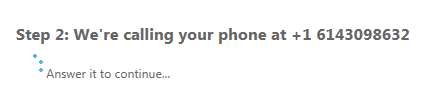 Step 2: We're calling your phone at +1 6143098632
Answer it to continue...